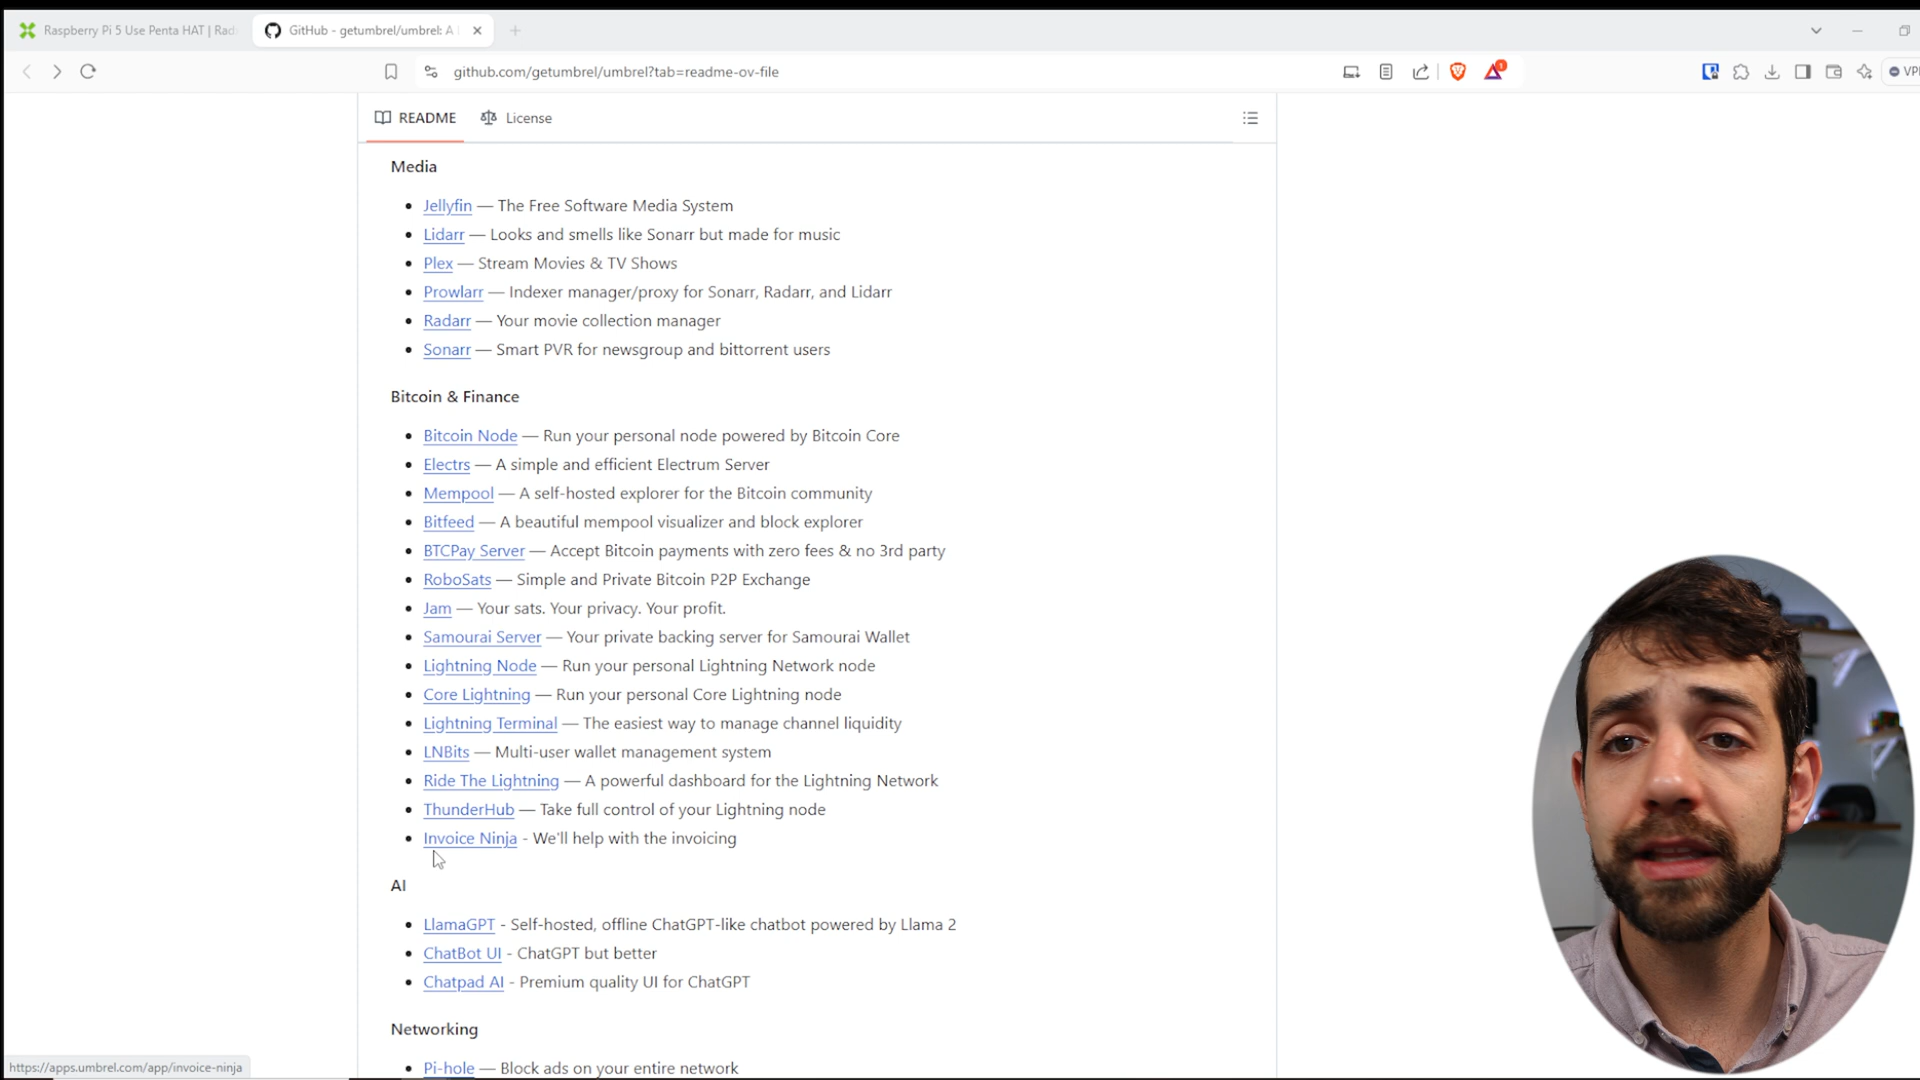 Raspberry Pi 5 Use Penta HAT | Rad
GitHub - getumbrel/umbrel: A
github.com/getumbrel/umbrel?tab=readme-ov-file
1
VP
README
License
Media
Jellyfin — The Free Software Media System
Lidarr — Looks and smells like Sonarr but made for music
Plex — Stream Movies & TV Shows
Prowlarr — Indexer manager/proxy for Sonarr, Radarr, and Lidarr
Radarr — Your movie collection manager
Sonarr — Smart PVR for newsgroup and bittorrent users
Bitcoin & Finance
Bitcoin Node — Run your personal node powered by Bitcoin Core
Electrs — A simple and efficient Electrum Server
Mempool — A self-hosted explorer for the Bitcoin community
Bitfeed — A beautiful mempool visualizer and block explorer
BTCPay Server — Accept Bitcoin payments with zero fees & no 3rd party
RoboSats — Simple and Private Bitcoin P2P Exchange
Jam — Your sats. Your privacy. Your profit.
Samourai Server — Your private backing server for Samourai Wallet
Lightning Node — Run your personal Lightning Network node
Core Lightning — Run your personal Core Lightning node
Lightning Terminal — The easiest way to manage channel liquidity
LNBits — Multi-user wallet management system
Ride The Lightning — A powerful dashboard for the Lightning Network
ThunderHub — Take full control of your Lightning node
Invoice Ninja - We'll help with the invoicing
AI
LlamaGPT - Self-hosted, offline ChatGPT-like chatbot powered by Llama 2
ChatBot UI - ChatGPT but better
Chatpad AI - Premium quality UI for ChatGPT
Networking
Pi-hole — Block ads on your entire network
https://apps.umbrel.com/app/invoice-ninja